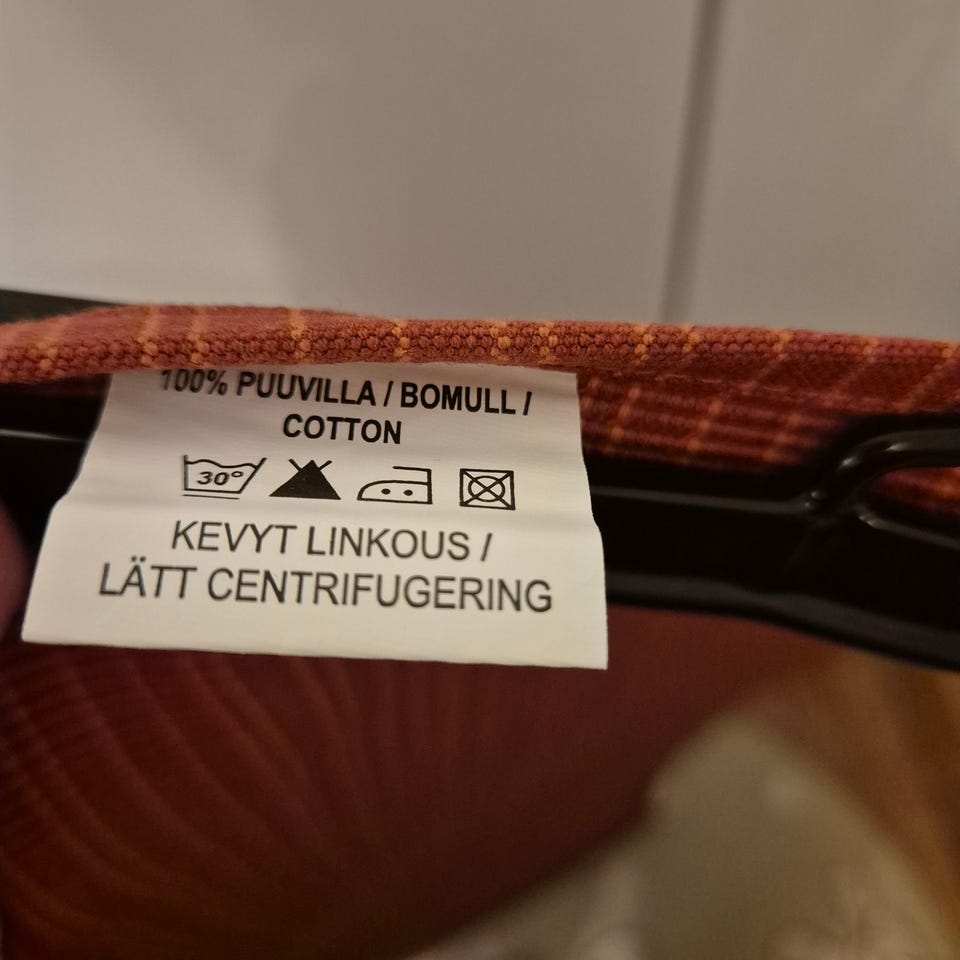 100% PUUVILLA / BOMULL /
COTTON
30°
KEVYT LINKOUS /
LÄTT CENTRIFUGERING